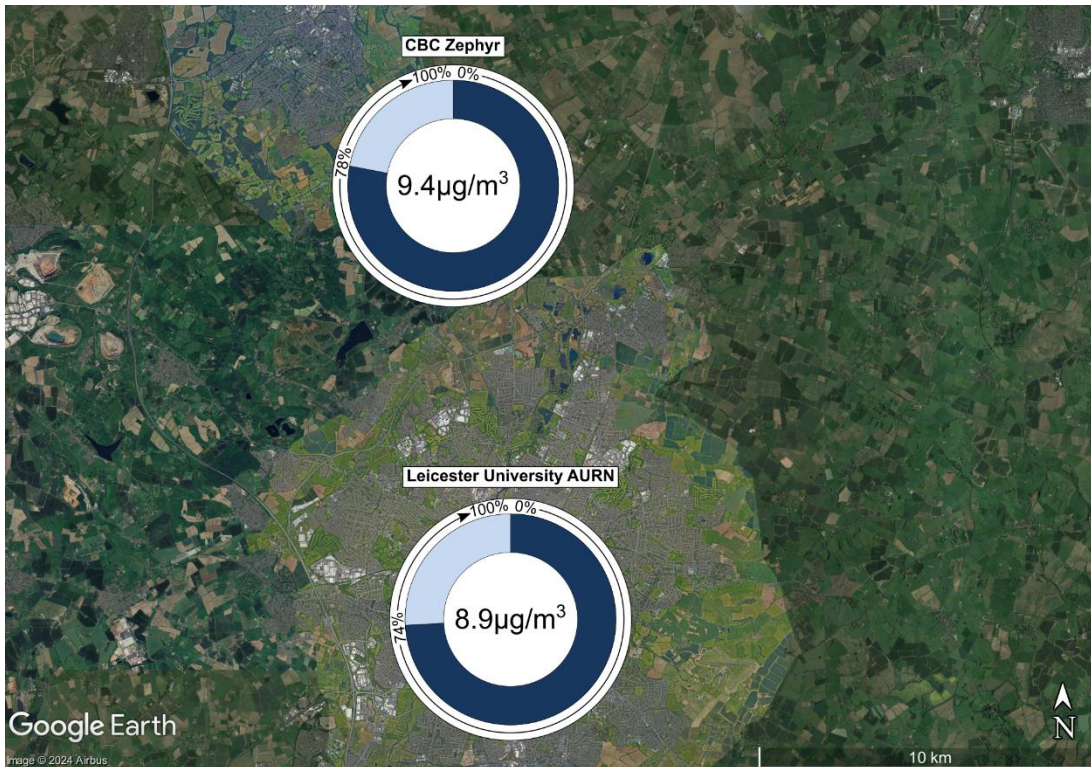 CBC Zephyr
100% 0%
78%
9.4µg/m³
Leicester University AURN
100% 0%
74%
8.9µg/m³
N
10 km
Google Earth
Image © 2024 Airbus